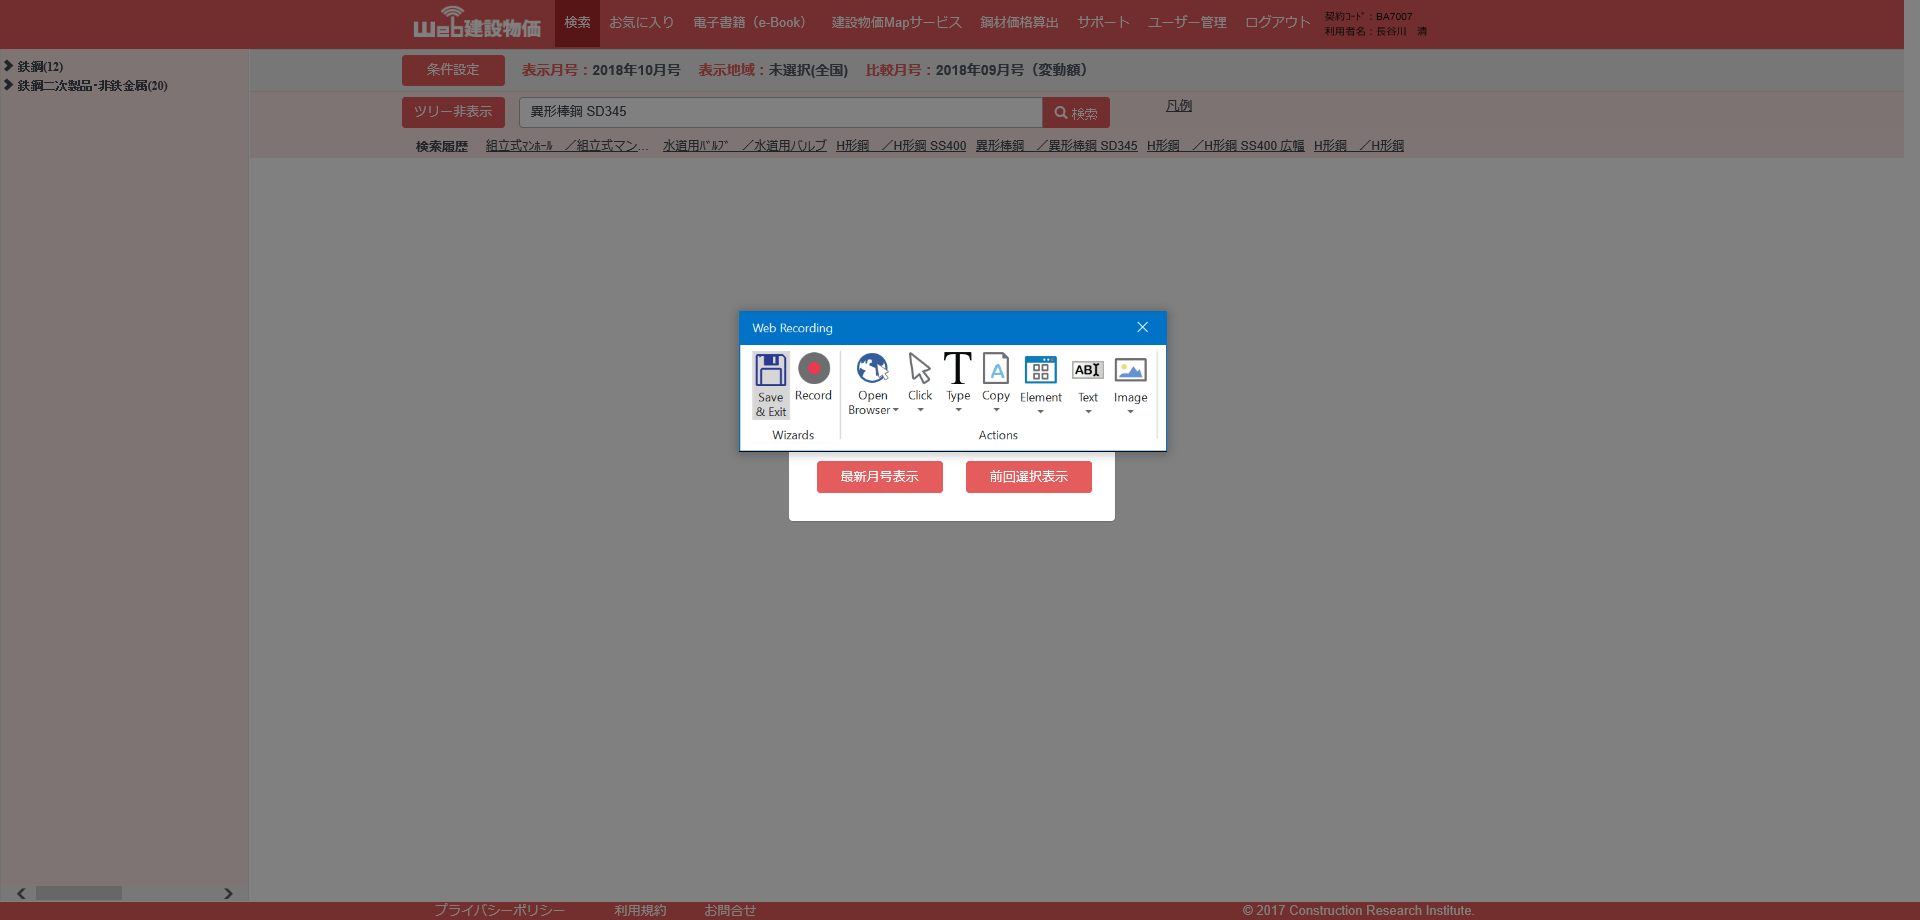 Web建設物価 検索 お気に入り 電子書籍（e-Book） 建設物価Mapサービス 鋼材価格算出 サポート ユーザー管理 ログアウト
契約ｺｰﾄﾞ：BA7007
利用者名：長谷川　清
鉄鋼(12)
鉄鋼二次製品・非鉄金属(20)
条件設定 表示月号：2018年10月号 表示地域：未選択(全国) 比較月号：2018年09月号（変動額）
ツリー非表示 異形棒鋼 SD345 検索 凡例
検索履歴 組立式ﾏﾝﾎｰﾙ　／組立式マン… 水道用ﾊﾞﾙﾌﾞ　／水道用バルブ H形鋼　／H形鋼 SS400 異形棒鋼　／異形棒鋼 SD345 H形鋼　／H形鋼 SS400 広幅 H形鋼　／H形鋼
Web Recording
Save & Exit Record Open Browser Click Type Copy Element Text Image
Wizards Actions
最新月号表示 前回選択表示
プライバシーポリシー 利用規約 お問合せ © 2017 Construction Research Institute.